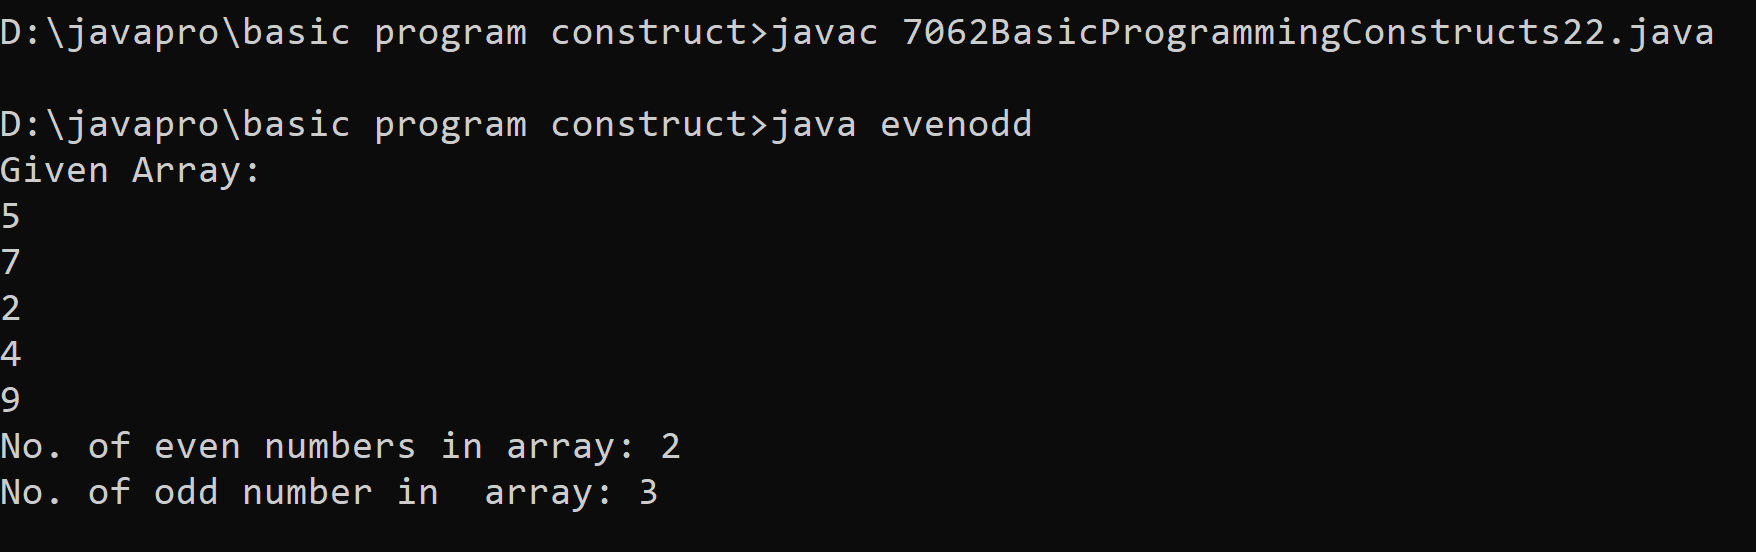 D:\javapro\basic program construct>javac 7062BasicProgrammingConstructs22.java
D:\javapro\basic program construct>java evenodd
Given Array:
5
7
2
4
9
No. of even numbers in array: 2
No. of odd number in  array: 3